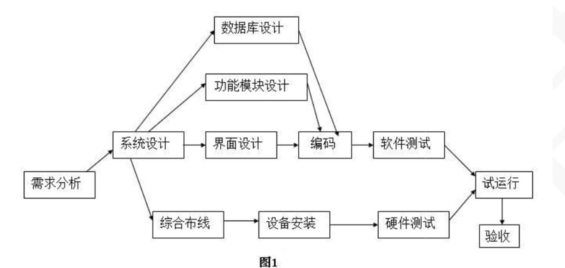 数据库设计
功能模块设计
系统设计
界面设计
编码
软件测试
需求分析
试运行
综合布线
设备安装
硬件测试
验收
图1